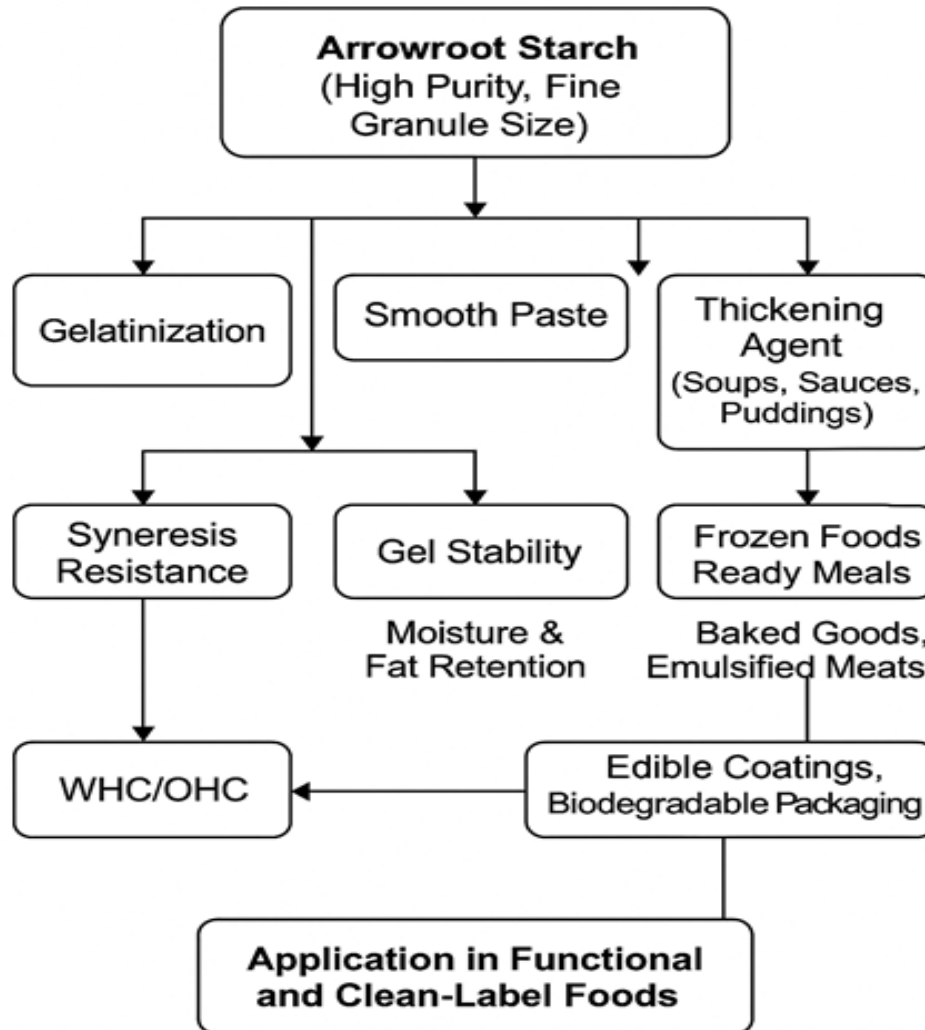 Arrowroot Starch
(High Purity, Fine
Granule Size)
Gelatinization
Smooth Paste
Thickening
Agent
(Soups, Sauces,
Puddings)
Syneresis
Resistance
Gel Stability
Frozen Foods
Ready Meals
Moisture &
Fat Retention
Baked Goods,
Emulsified Meats
WHC/OHC
Edible Coatings,
Biodegradable Packaging
Application in Functional
and Clean-Label Foods